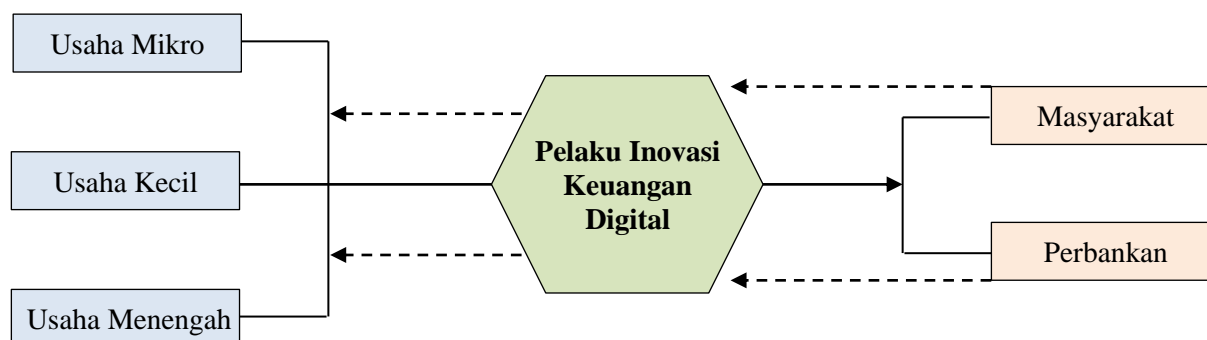 Usaha Mikro
Usaha Kecil
Usaha Menengah
Pelaku Inovasi
Keuangan
Digital
Masyarakat
Perbankan